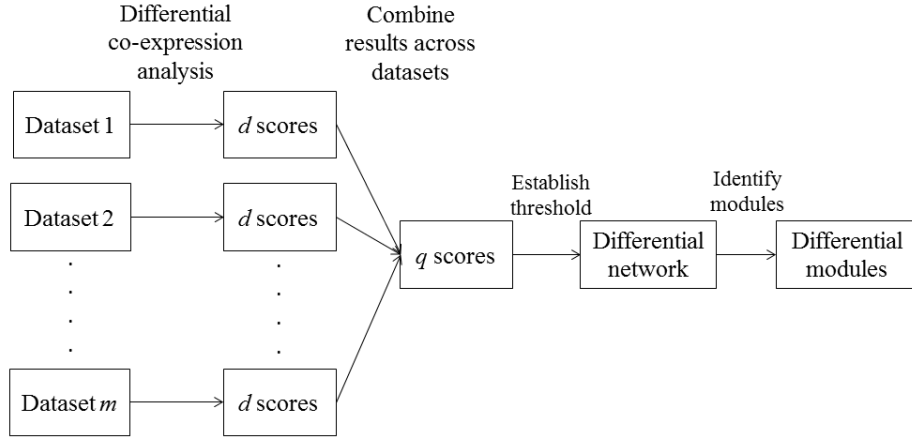 Differential
co-expression
analysis
Combine
results across
datasets
Dataset 1
d scores
Dataset 2
d scores
Establish
threshold
Identify
modules
q scores
Differential
network
Differential
modules
Dataset m
d scores